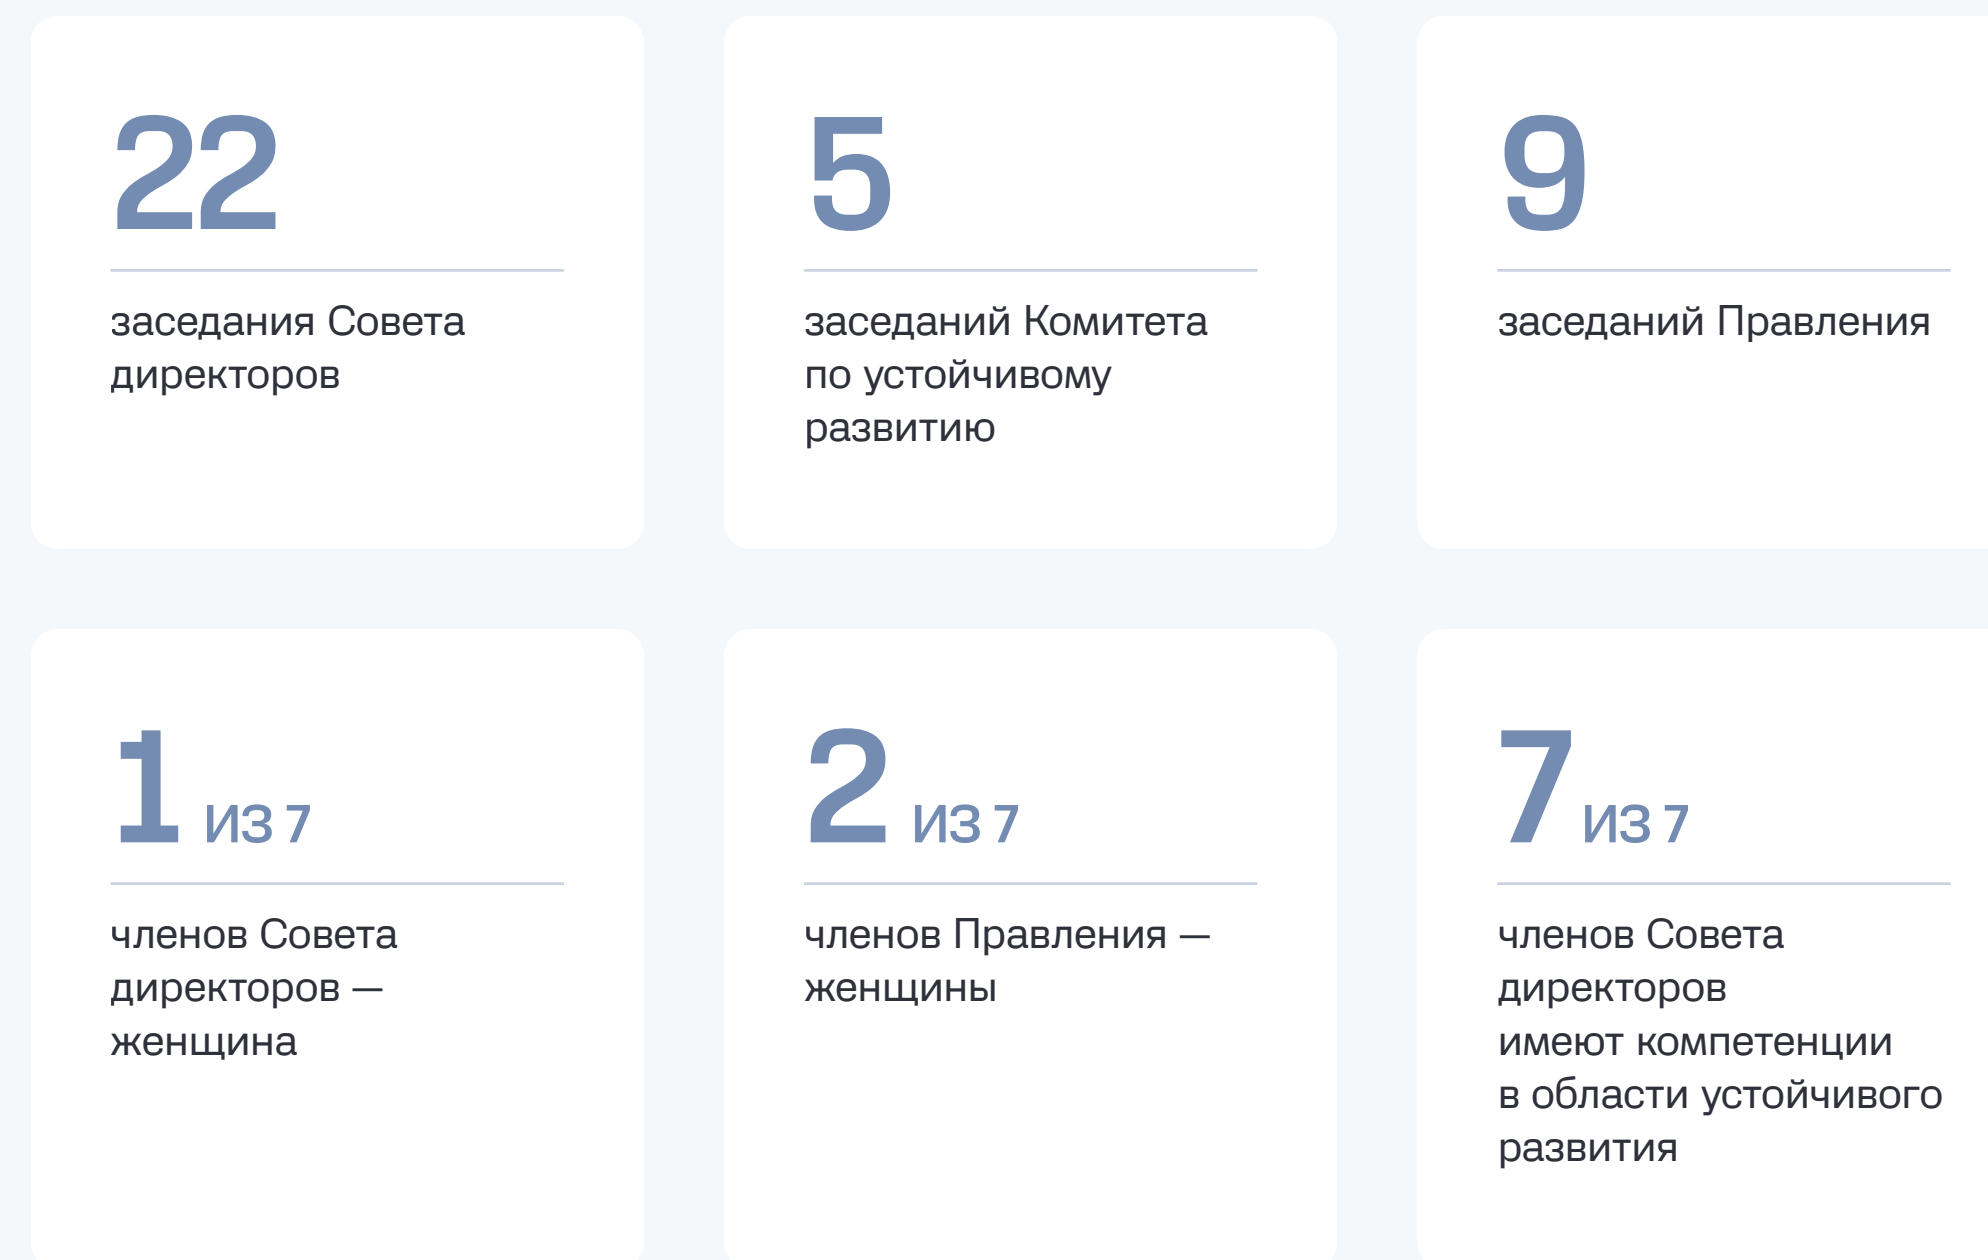 22
заседания Совета
директоров
5
заседаний Комитета
по устойчивому
развитию
9
заседаний Правления
1 ИЗ 7
членов Совета
директоров —
женщина
2 ИЗ 7
членов Правления —
женщины
7 ИЗ 7
членов Совета
директоров
имеют компетенции
в области устойчивого
развития